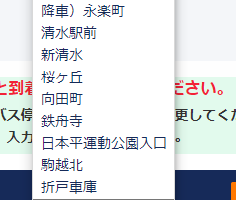 降車）永楽町
清水駅前
新清水
桜ヶ丘
向田町
鉄舟寺
日本平運動公園入口
駒越北
折戸車庫
と到着
ださい。
バス停
更してくだ
入力
。